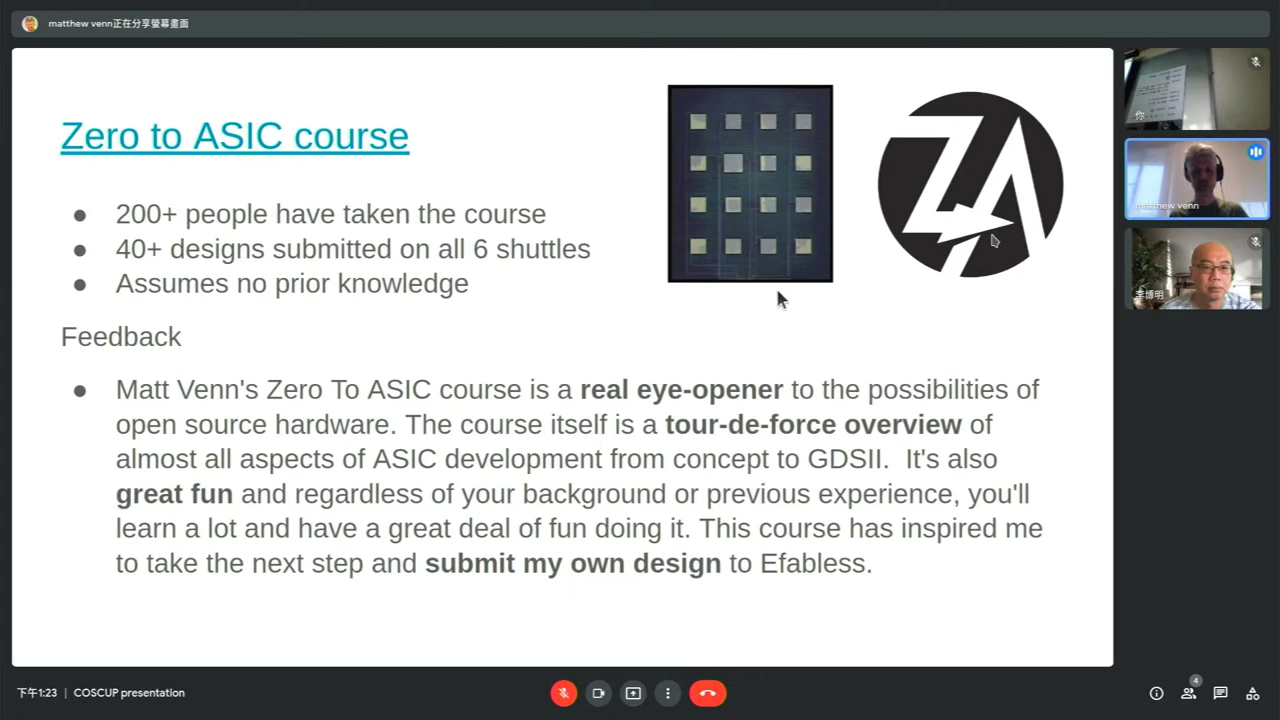 matthew venn正在分享螢幕畫面
Zero to ASIC course
● 200+ people have taken the course
● 40+ designs submitted on all 6 shuttles
● Assumes no prior knowledge
Feedback
● Matt Venn's Zero To ASIC course is a real eye-opener to the possibilities of
open source hardware. The course itself is a tour-de-force overview of
almost all aspects of ASIC development from concept to GDSII. It's also
great fun and regardless of your background or previous experience, you'll
learn a lot and have a great deal of fun doing it. This course has inspired me
to take the next step and submit my own design to Efabless.
ZA
你
matthew venn
李博明
下午1:23 | COSCUP presentation
4